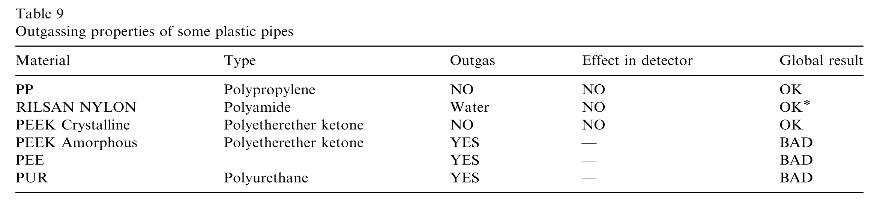 Table 9
Outgassing properties of some plastic pipes
Material Type Outgas Effect in detector Global result
PP Polypropylene NO NO OK
RILSAN NYLON Polyamide Water NO OK*
PEEK Crystalline Polyetherether ketone NO NO OK
PEEK Amorphous Polyetherether ketone YES — BAD
PEE YES — BAD
PUR Polyurethane YES — BAD